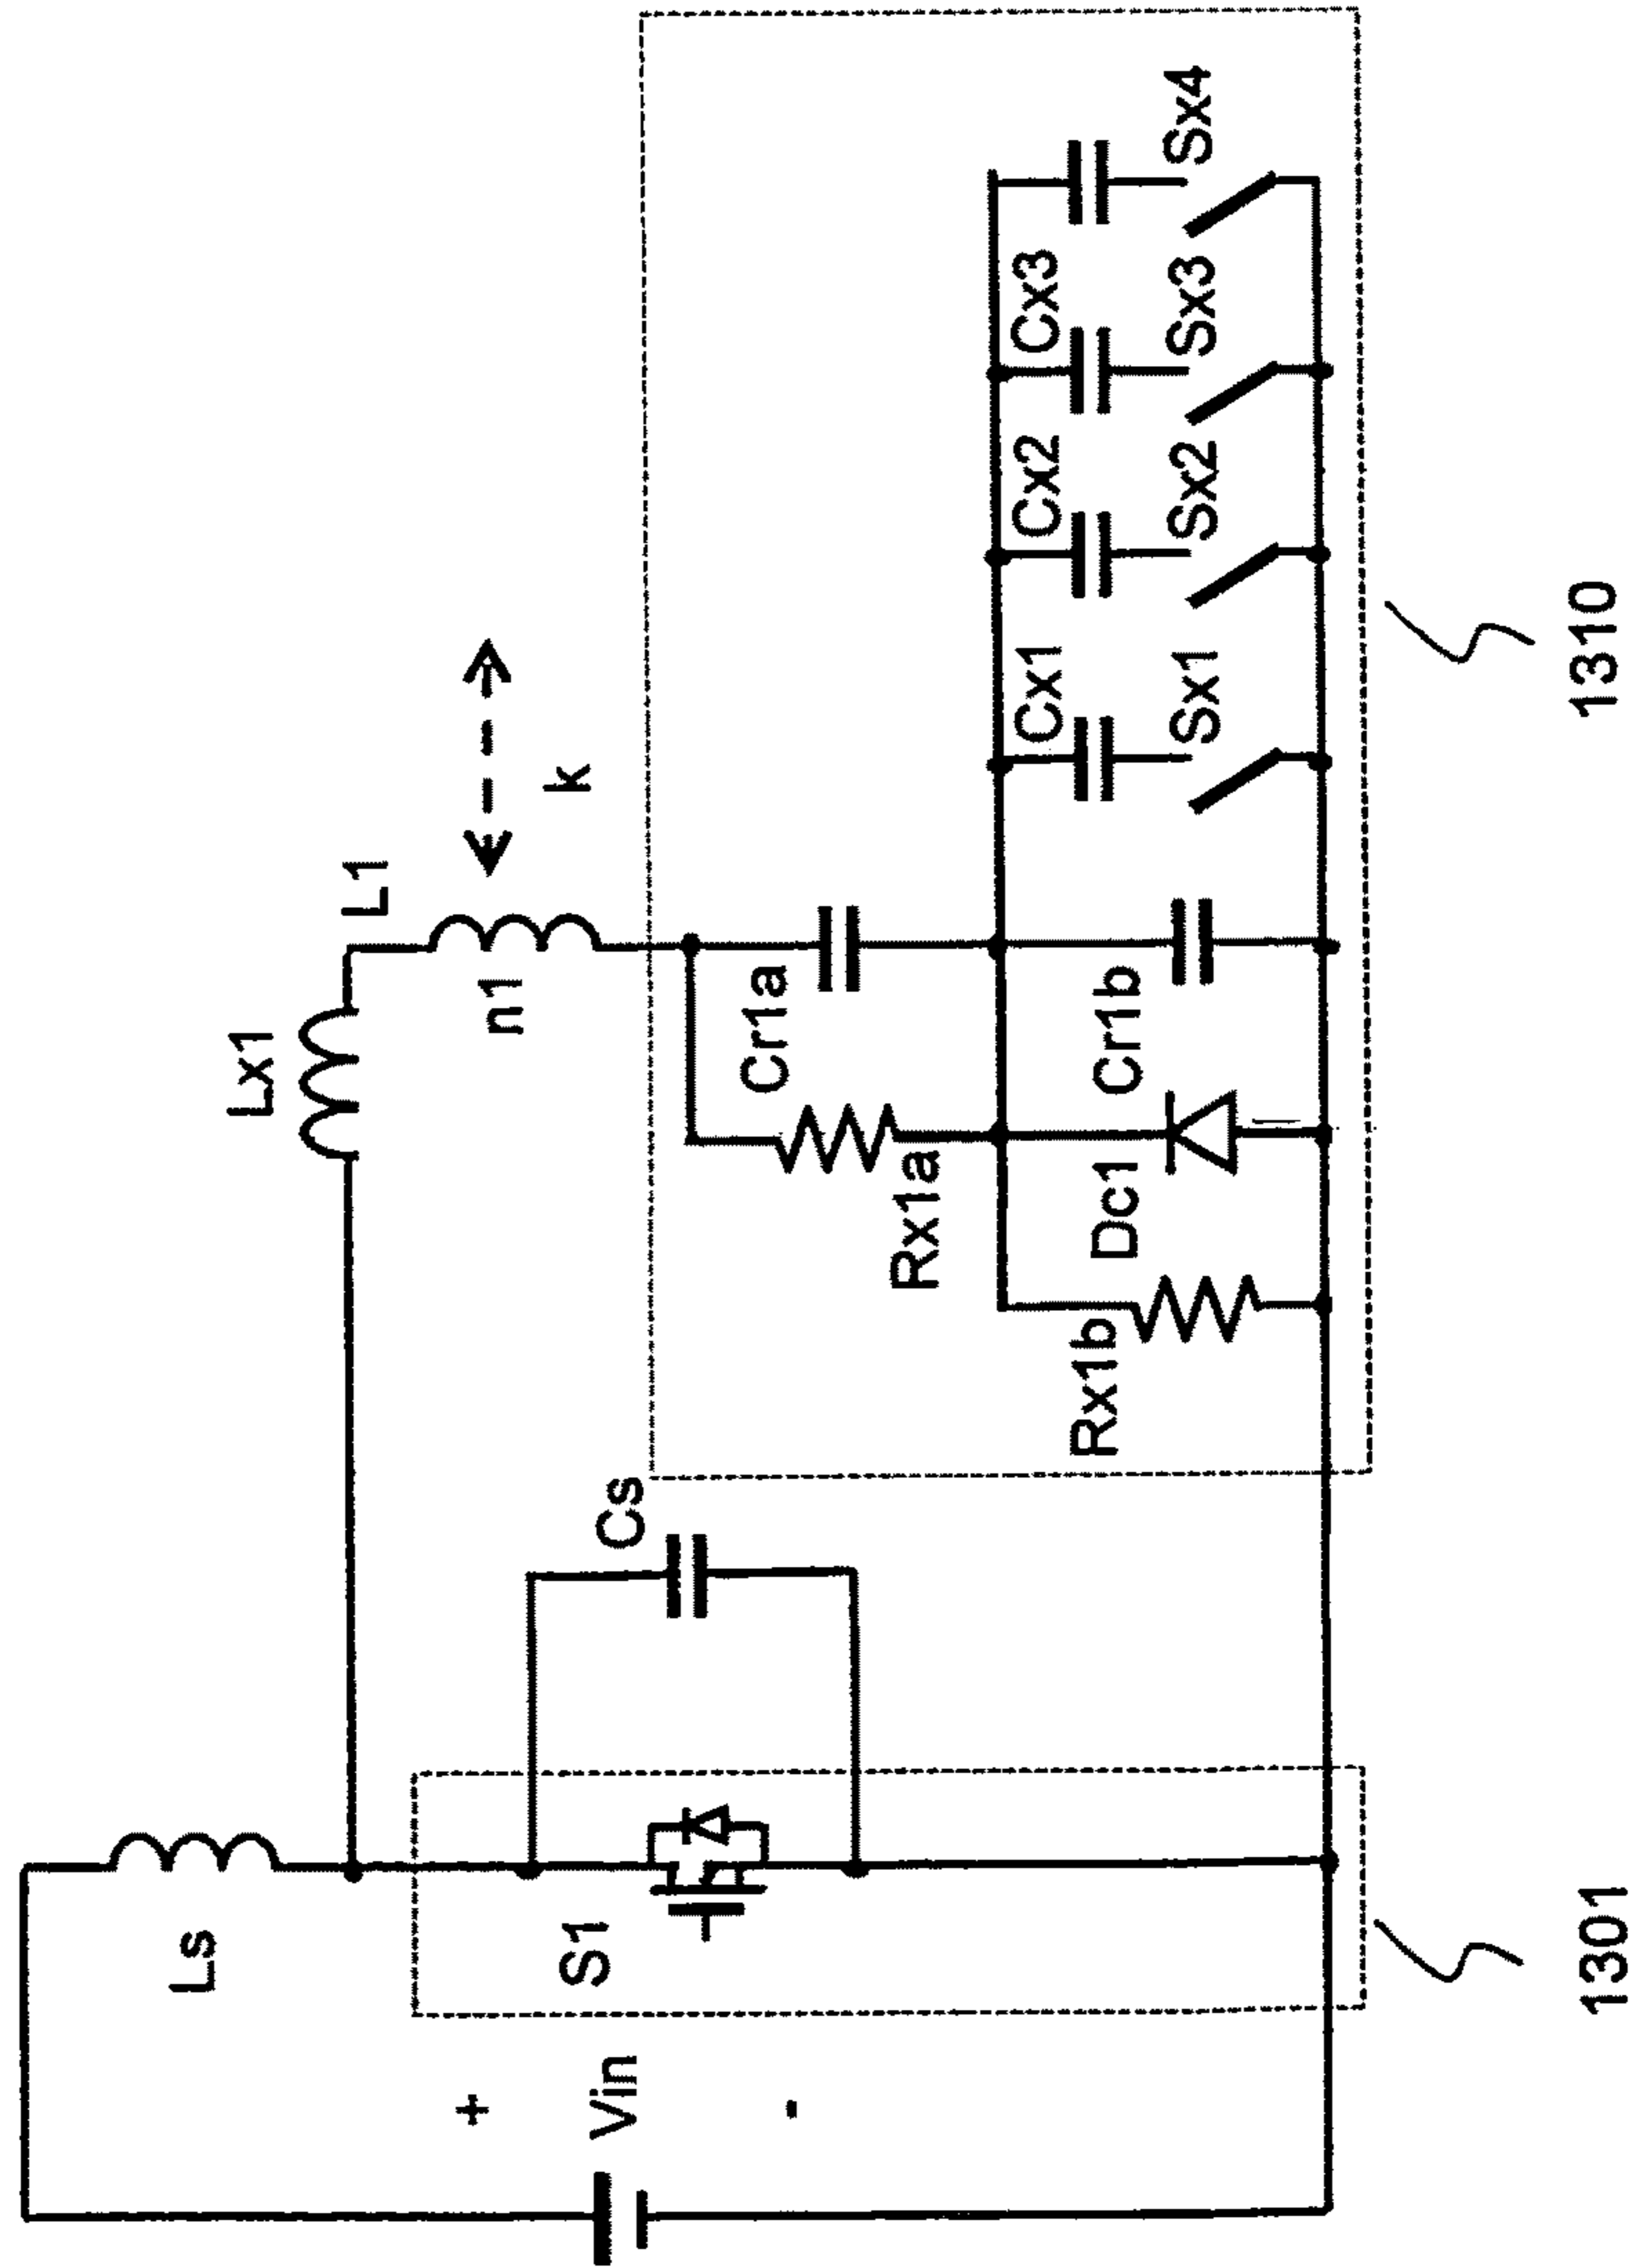 Ls
Lx1
L1
n1
k
+
Vin
-
S1
Cs
Rx1a
Cr1a
Rx1b
Dc1
Cr1b
Cx1
Cx2
Cx3
Sx1
Sx2
Sx3
Sx4
1301
1310